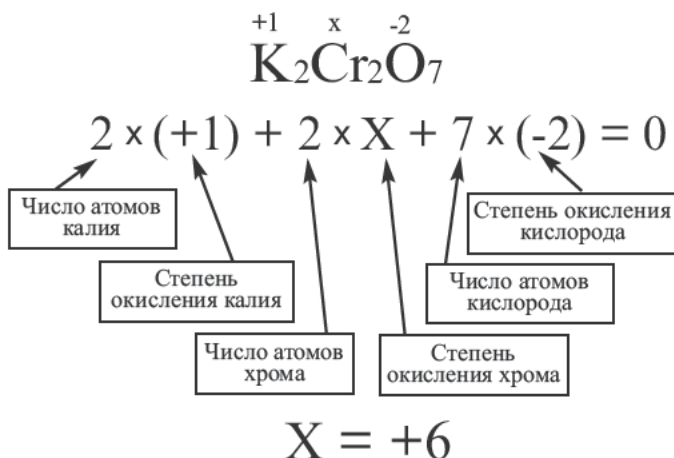 +1 x -2
K₂Cr₂O₇
2 × (+1) + 2 × X + 7 × (-2) = 0
Число атомов
калия
Степень окисления
кислорода
Степень
окисления калия
Число атомов
кислорода
Число атомов
хрома
Степень
окисления хрома
X = +6